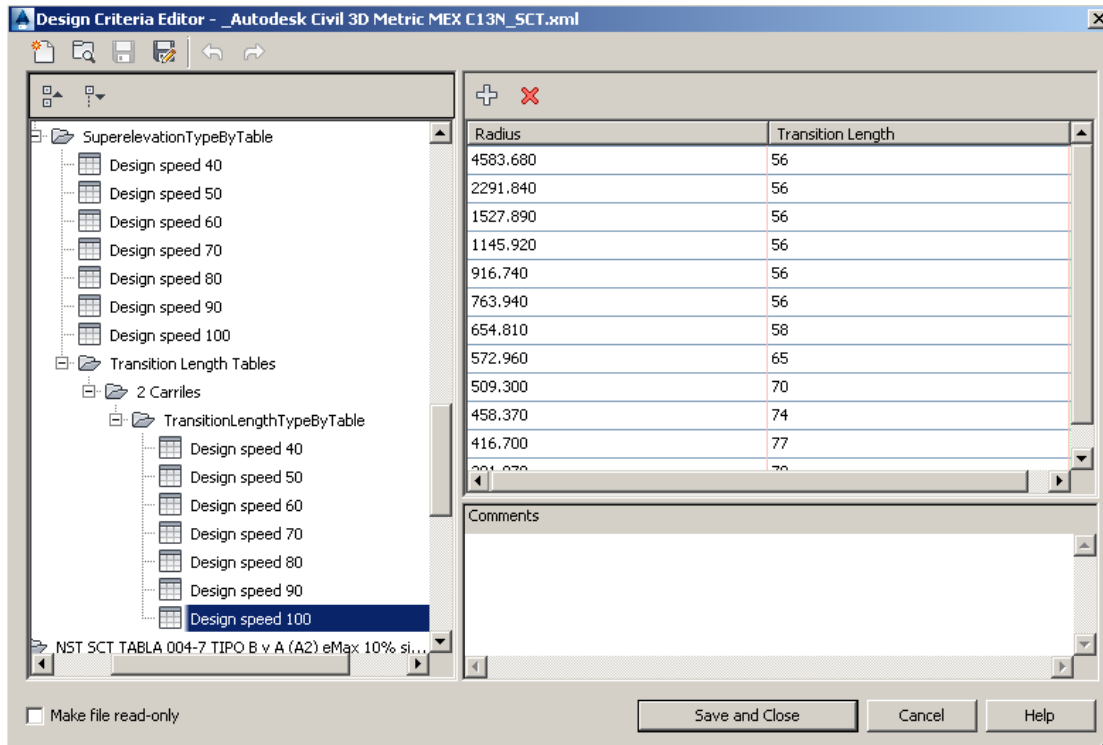 Design Criteria Editor - _Autodesk Civil 3D Metric MEX C13N_SCT.xml
SuperelevationTypeByTable
Design speed 40
Design speed 50
Design speed 60
Design speed 70
Design speed 80
Design speed 90
Design speed 100
Transition Length Tables
2 Carriles
TransitionLengthTypeByTable
Design speed 40
Design speed 50
Design speed 60
Design speed 70
Design speed 80
Design speed 90
Design speed 100
NST SCT TABLA 004-7 TIPO B y A (A2) eMax 10% si...
Radius Transition Length
4583.680 56
2291.840 56
1527.890 56
1145.920 56
916.740 56
763.940 56
654.810 58
572.960 65
509.300 70
458.370 74
416.700 77
Comments
Make file read-only
Save and Close Cancel Help